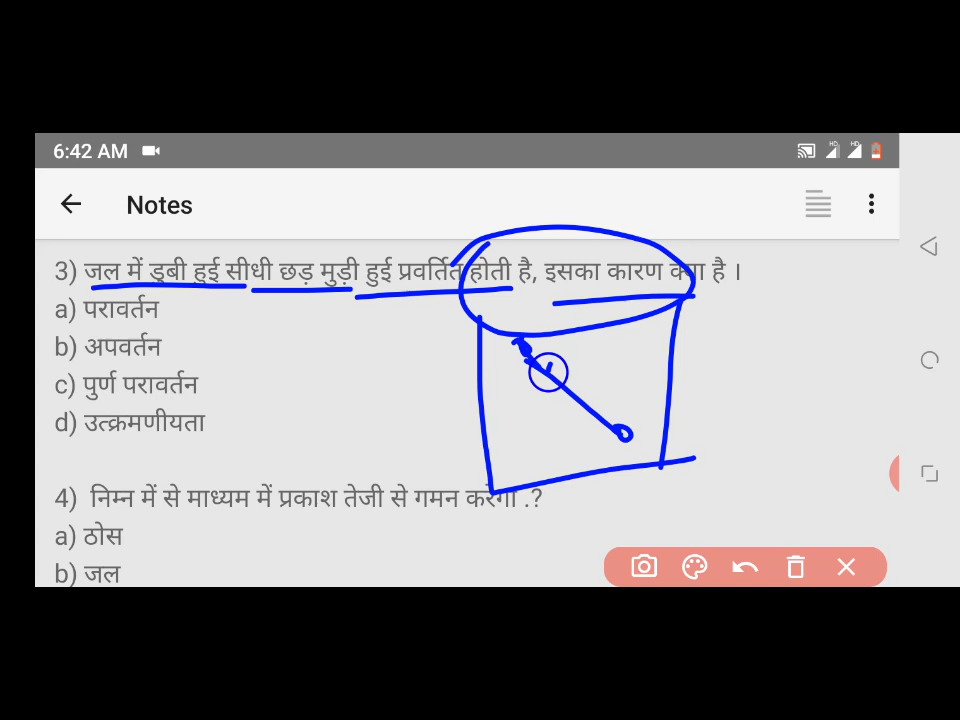 6:42 AM
Notes
3) जल में डूबी हुई सीधी छड़ मुड़ी हुई प्रवर्तित होती है, इसका कारण क्या है ।
a) परावर्तन
b) अपवर्तन
c) पुर्ण परावर्तन
d) उत्क्रमणीयता
4) निम्न में से माध्यम में प्रकाश तेजी से गमन करेगा .?
a) ठोस
b) जल